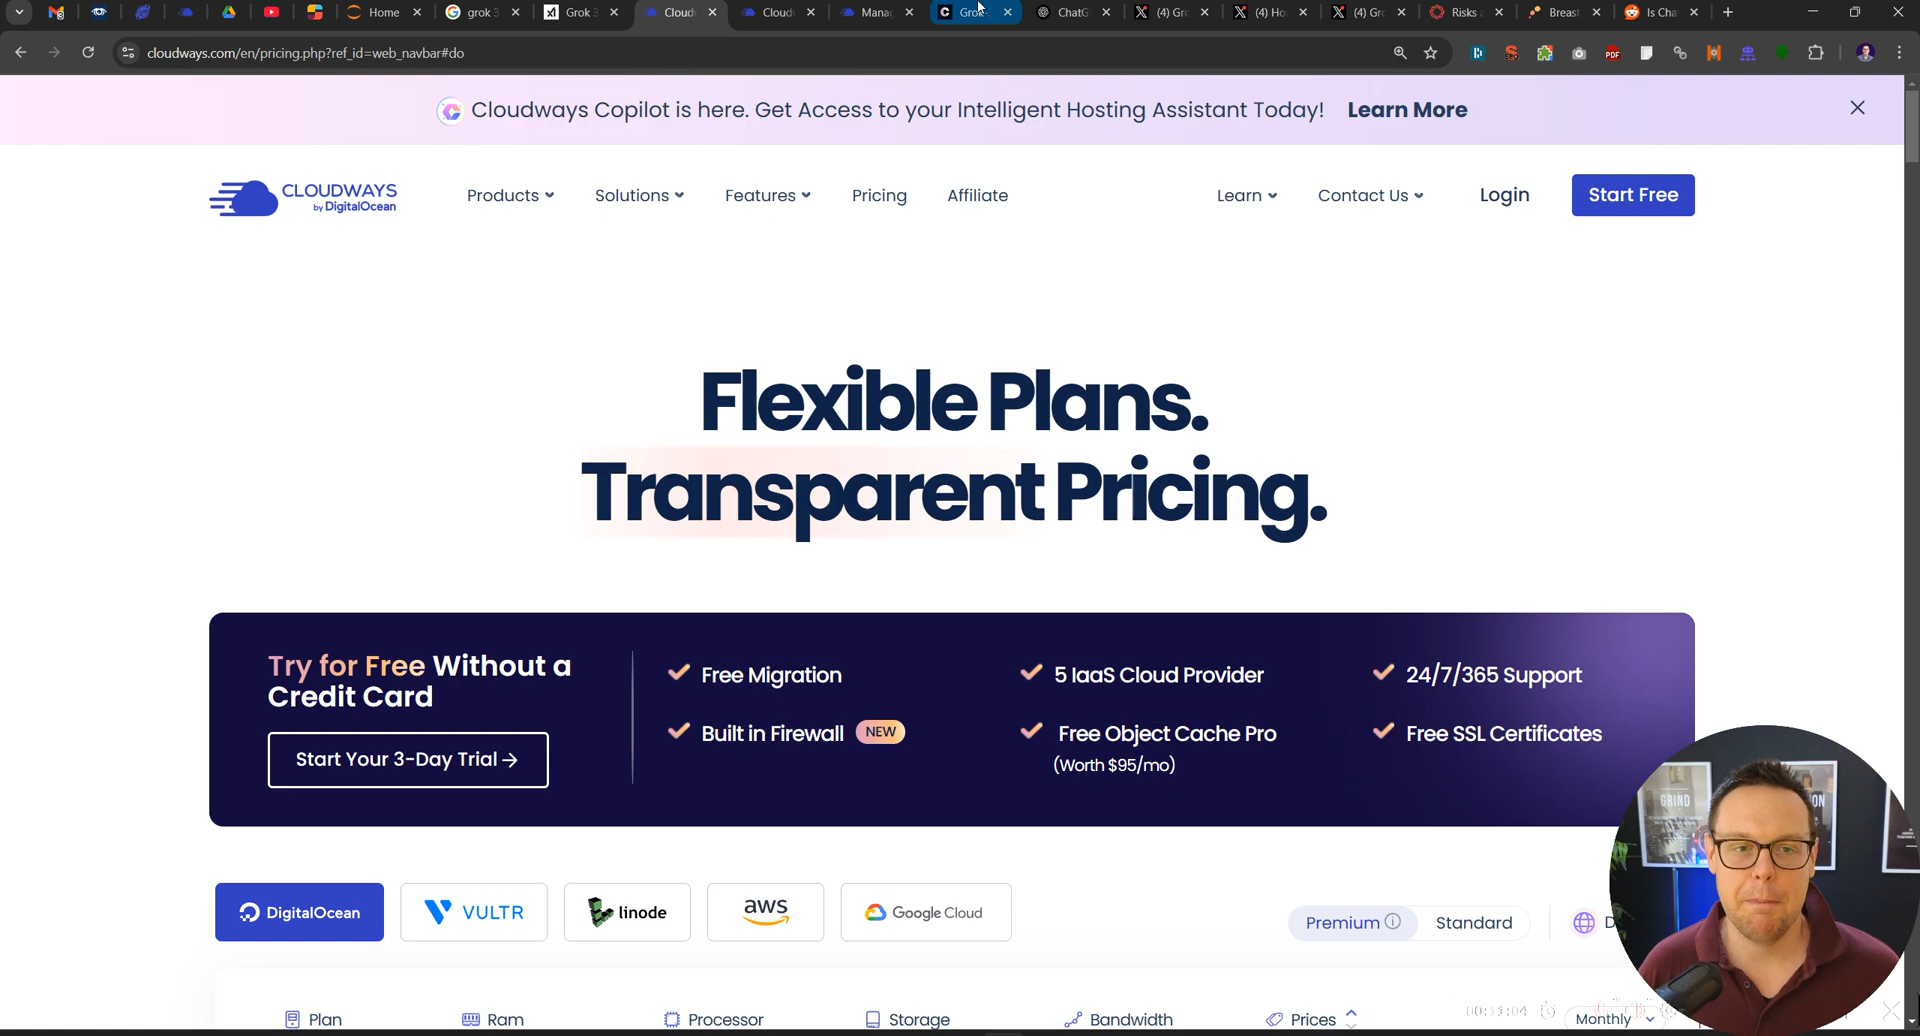 Home
grok 3
Grok 3
Cloud
Cloud
Mana
Grok
ChatG
(4) Gr
(4) Ho
(4) Gr
Risks
Breast
Is Cha
cloudways.com/en/pricing.php?ref_id=web_navbar#do
PDF
Cloudways Copilot is here. Get Access to your Intelligent Hosting Assistant Today! Learn More
CLOUDWAYS
by DigitalOcean
Products
Solutions
Features
Pricing
Affiliate
Learn
Contact Us
Login
Start Free
Flexible Plans.
Transparent Pricing.
Try for Free Without a
Credit Card
Start Your 3-Day Trial →
Free Migration
5 IaaS Cloud Provider
24/7/365 Support
Built in Firewall NEW
Free Object Cache Pro
(Worth $95/mo)
Free SSL Certificates
GRIND
DigitalOcean
VULTR
linode
aws
Google Cloud
Premium
Standard
Plan
Ram
Processor
Storage
Bandwidth
Prices
Monthly